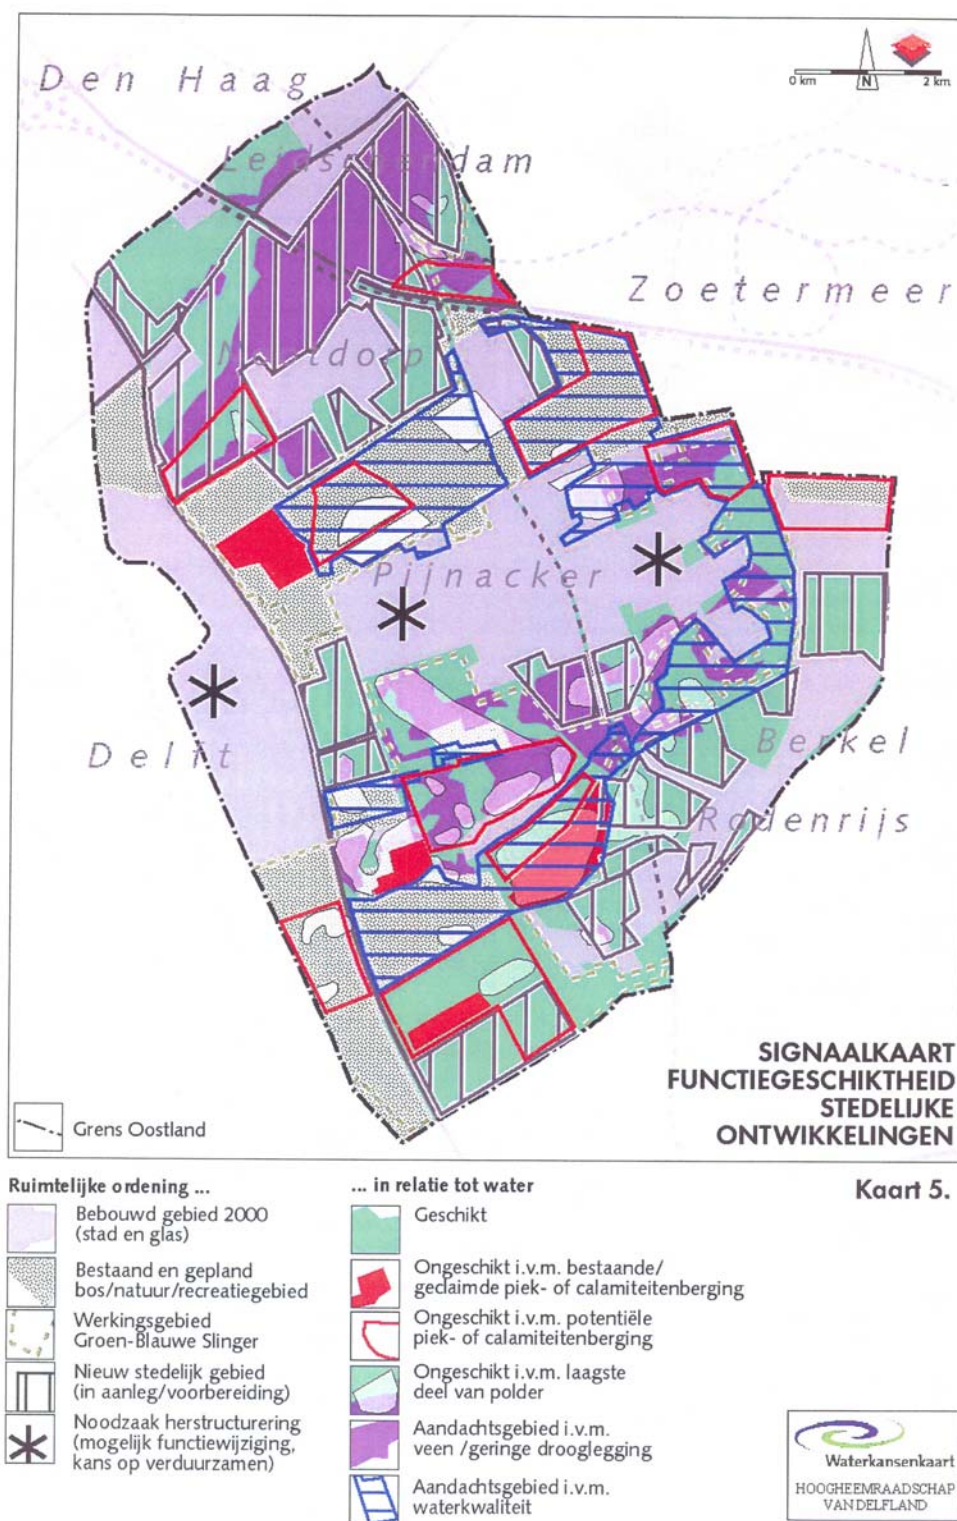 Den Haag
0 km
N
2 km
Leidschendam
Zoetermeer
Nootdorp
Pijnacker
Delft
Berkel
Rodenrijs
SIGNAALKAART
FUNCTIEGESCHIKTHEID
STEDELIJKE
ONTWIKKELINGEN
Grens Oostland
Kaart 5.
Ruimtelijke ordening ...
Bebouwd gebied 2000
(stad en glas)
Bestaand en gepland
bos/natuur/recreatiegebied
Werkingsgebied
Groen-Blauwe Slinger
Nieuw stedelijk gebied
(in aanleg/voorbereiding)
Noodzaak herstructurering
(mogelijk functiewijziging,
kans op verduurzamen)
... in relatie tot water
Geschikt
Ongeschikt i.v.m. bestaande/
geclaimde piek- of calamiteitenberging
Ongeschikt i.v.m. potentiële
piek- of calamiteitenberging
Ongeschikt i.v.m. laagste
deel van polder
Aandachtsgebied i.v.m.
veen /geringe drooglegging
Aandachtsgebied i.v.m.
waterkwaliteit
Waterkansenkaart
HOOGHEEMRAADSCHAP
VAN DELFLAND